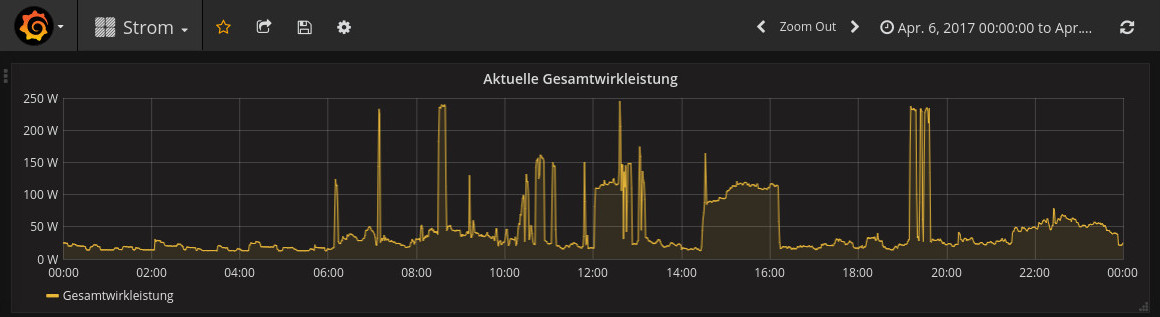 Strom
Zoom Out
Apr. 6, 2017 00:00:00 to Apr....
Aktuelle Gesamtwirkleistung
250 W
200 W
150 W
100 W
50 W
0 W
00:00 02:00 04:00 06:00 08:00 10:00 12:00 14:00 16:00 18:00 20:00 22:00 00:00
Gesamtwirkleistung